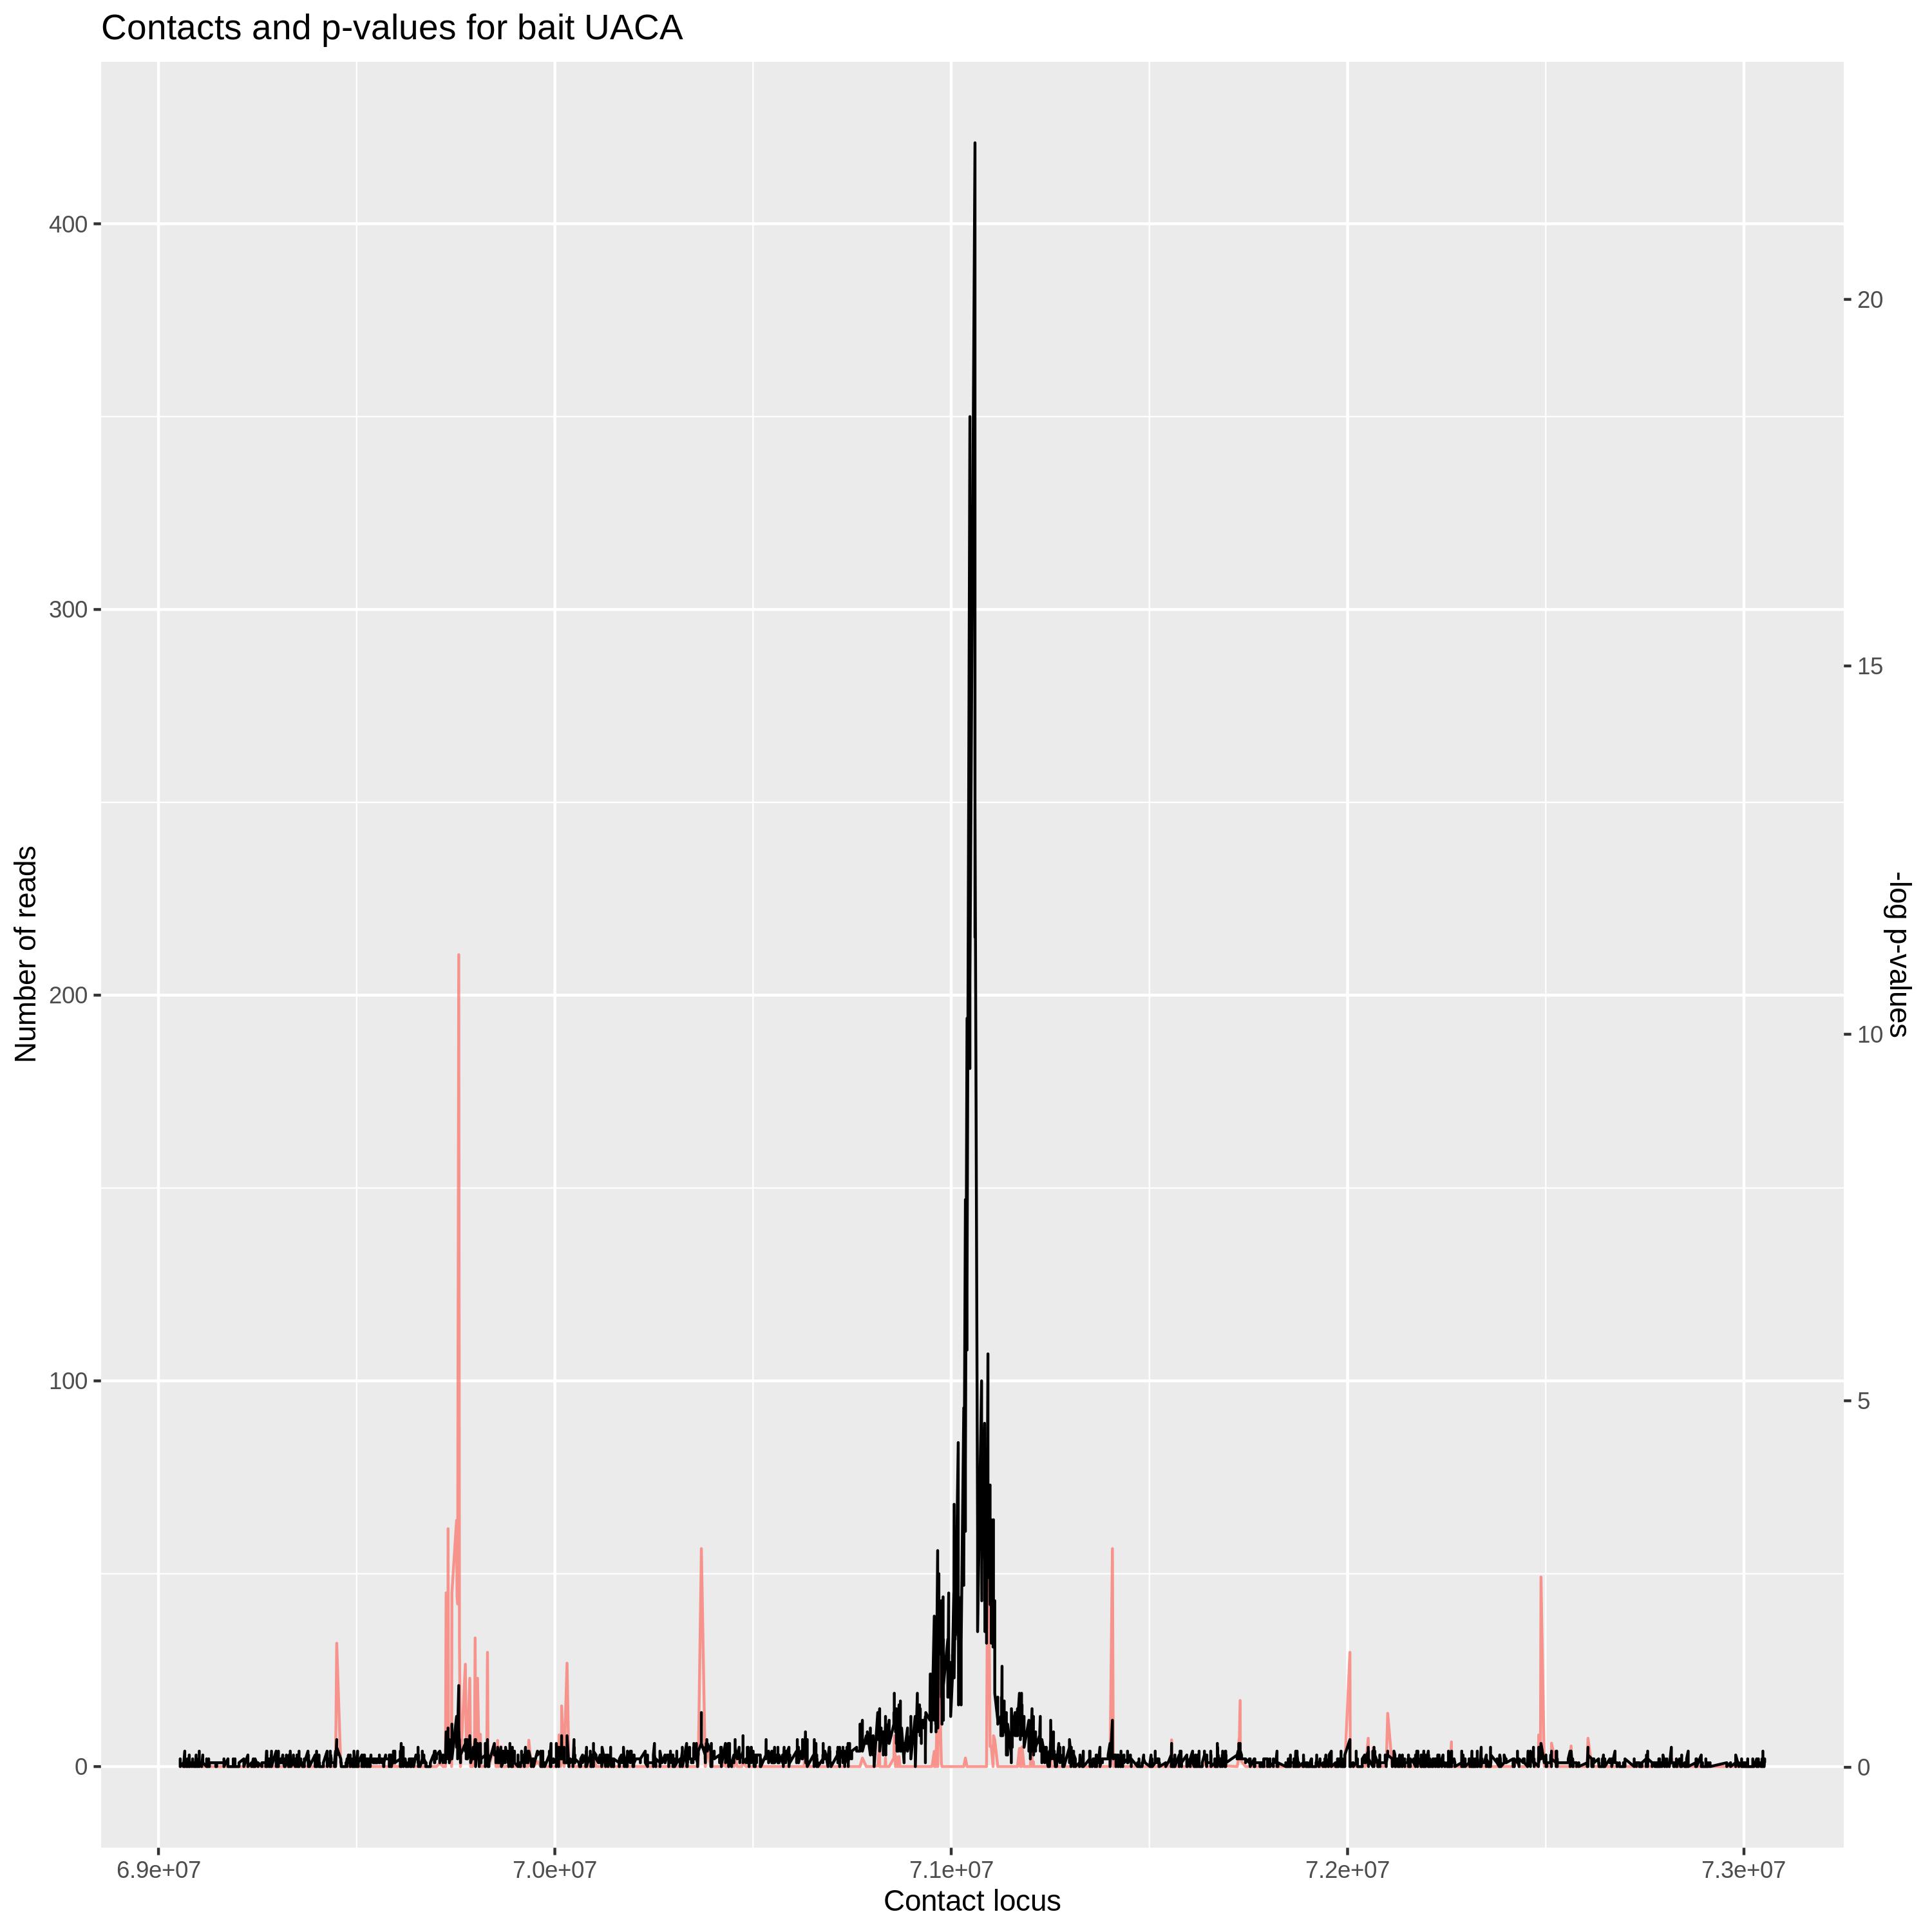 Contacts and p-values for bait UACA
400
300
200
100
0
Number of reads
20
15
10
5
0
-log p-values
6.9e+07 7.0e+07 7.1e+07 7.2e+07 7.3e+07
Contact locus